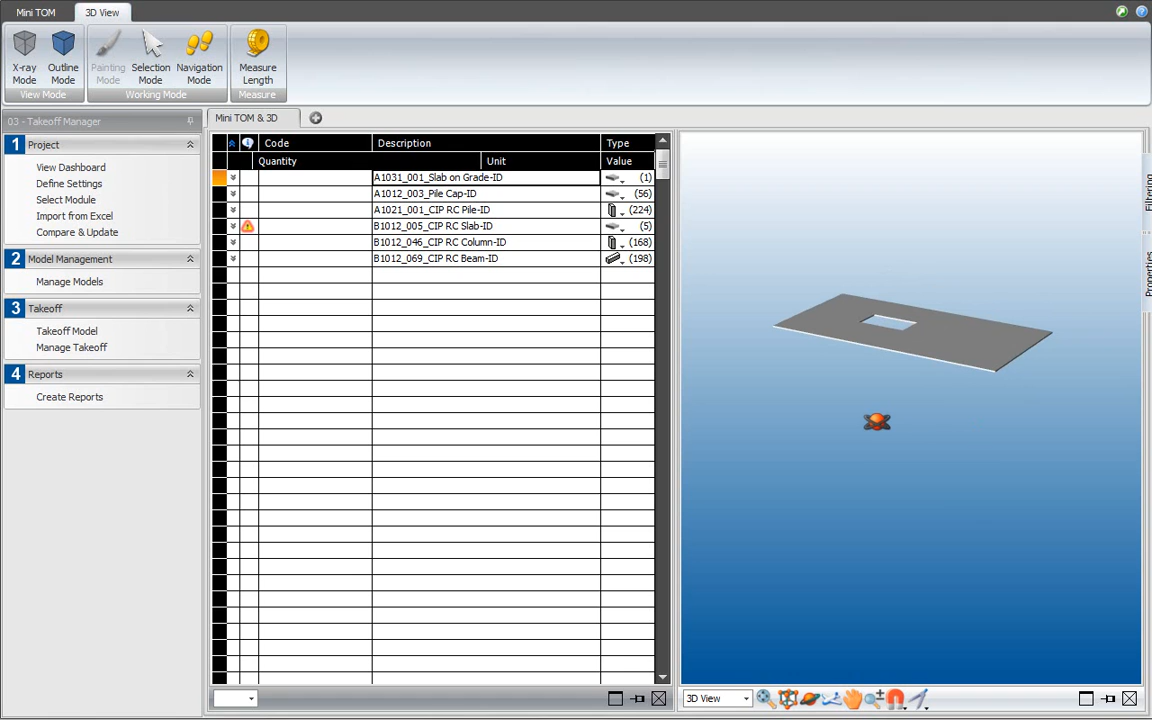 Mini TOM
3D View
X-ray Mode
Outline Mode
View Mode
Painting Mode
Selection Mode
Navigation Mode
Working Mode
Measure Length
Measure
03 - Takeoff Manager
1 Project
View Dashboard
Define Settings
Select Module
Import from Excel
Compare & Update
2 Model Management
Manage Models
3 Takeoff
Takeoff Model
Manage Takeoff
4 Reports
Create Reports
Mini TOM & 3D
Code Description Type
Quantity Unit Value
A1031_001_Slab on Grade-ID (1)
A1012_003_Pile Cap-ID (56)
A1021_001_CIP RC Pile-ID (224)
B1012_005_CIP RC Slab-ID (5)
B1012_046_CIP RC Column-ID (168)
B1012_069_CIP RC Beam-ID (198)
3D View
Filtering
Properties